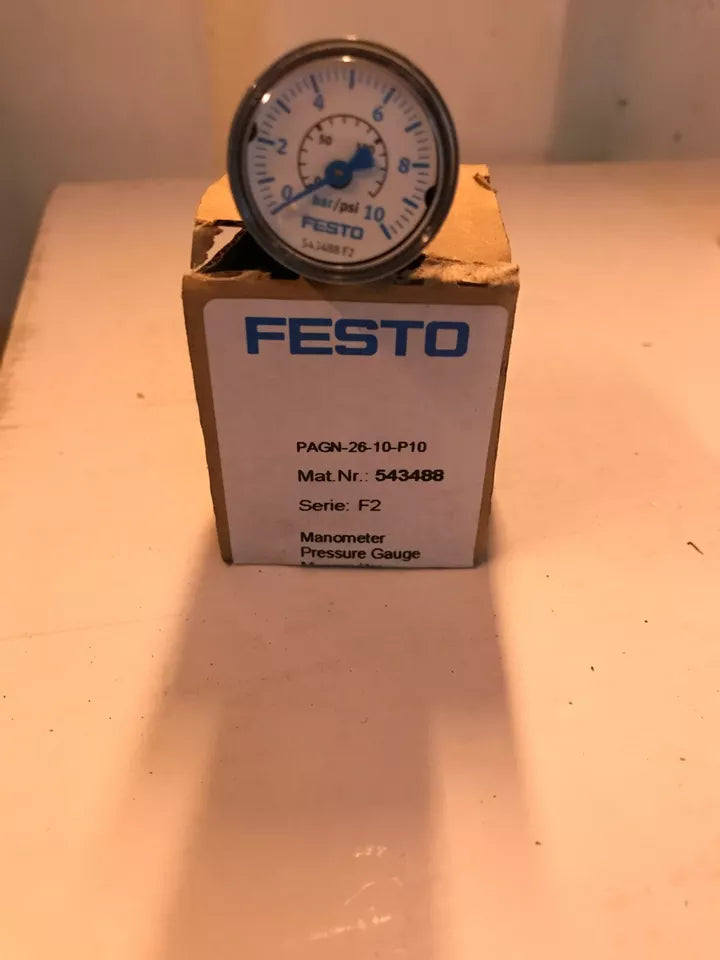 4
6
50
2
8
0
0
bar/psi
10
FESTO
543488 F2
FESTO
PAGN-26-10-P10
Mat.Nr.: 543488
Serie: F2
Manometer
Pressure Gauge